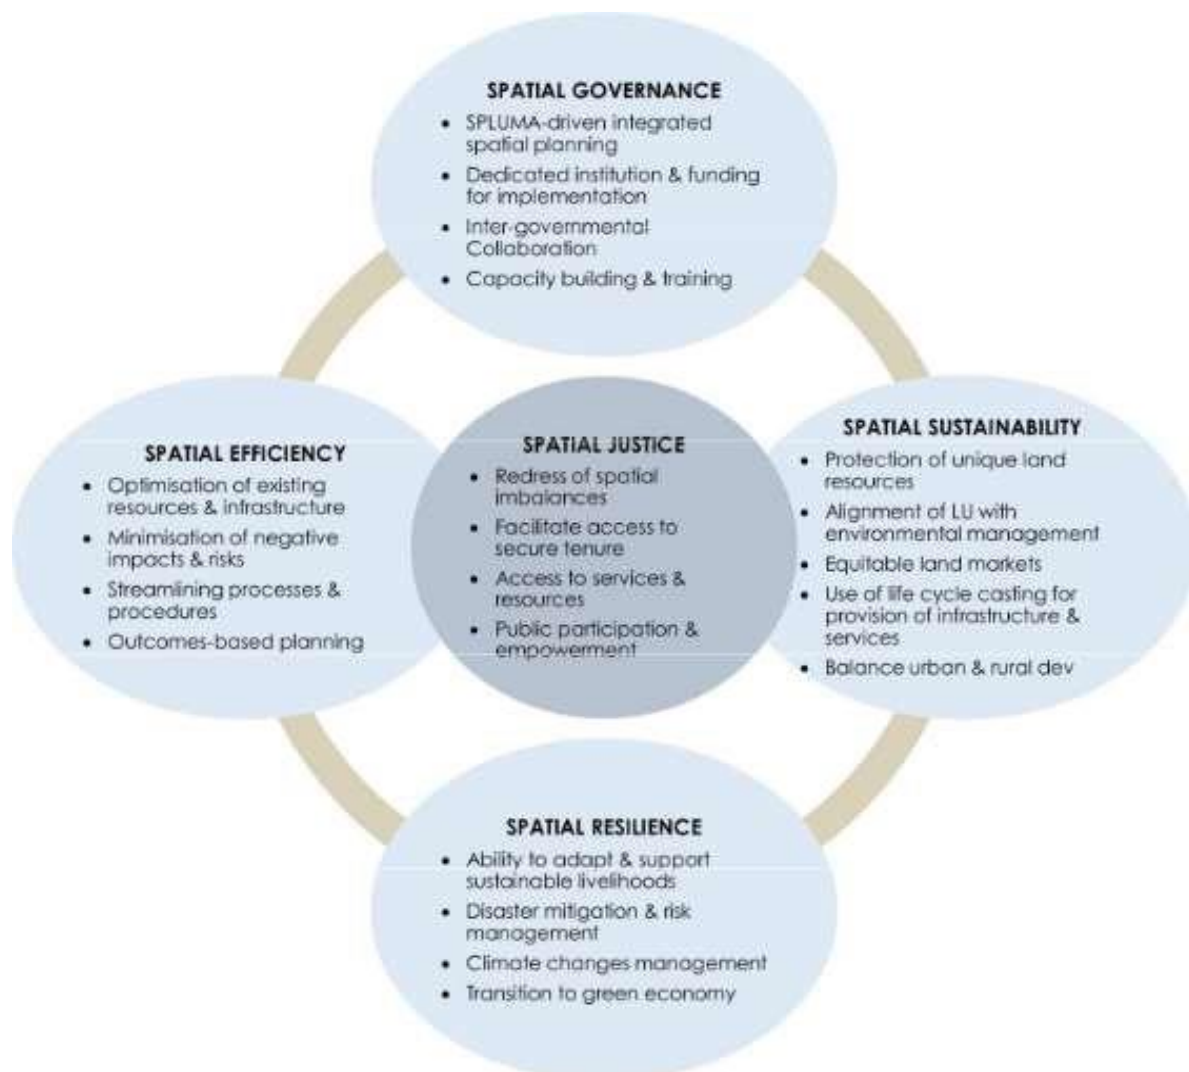 SPATIAL GOVERNANCE
• SPLUMA-driven integrated
spatial planning
• Dedicated institution & funding
for implementation
• Inter-governmental
Collaboration
• Capacity building & training
SPATIAL EFFICIENCY
• Optimisation of existing
resources & infrastructure
• Minimisation of negative
impacts & risks
• Streamlining processes &
procedures
• Outcomes-based planning
SPATIAL JUSTICE
• Redress of spatial
imbalances
• Facilitate access to
secure tenure
• Access to services &
resources
• Public participation &
empowerment
SPATIAL SUSTAINABILITY
• Protection of unique land
resources
• Alignment of LU with
environmental management
• Equitable land markets
• Use of life cycle casting for
provision of infrastructure &
services
• Balance urban & rural dev
SPATIAL RESILIENCE
• Ability to adapt & support
sustainable livelihoods
• Disaster mitigation & risk
management
• Climate changes management
• Transition to green economy